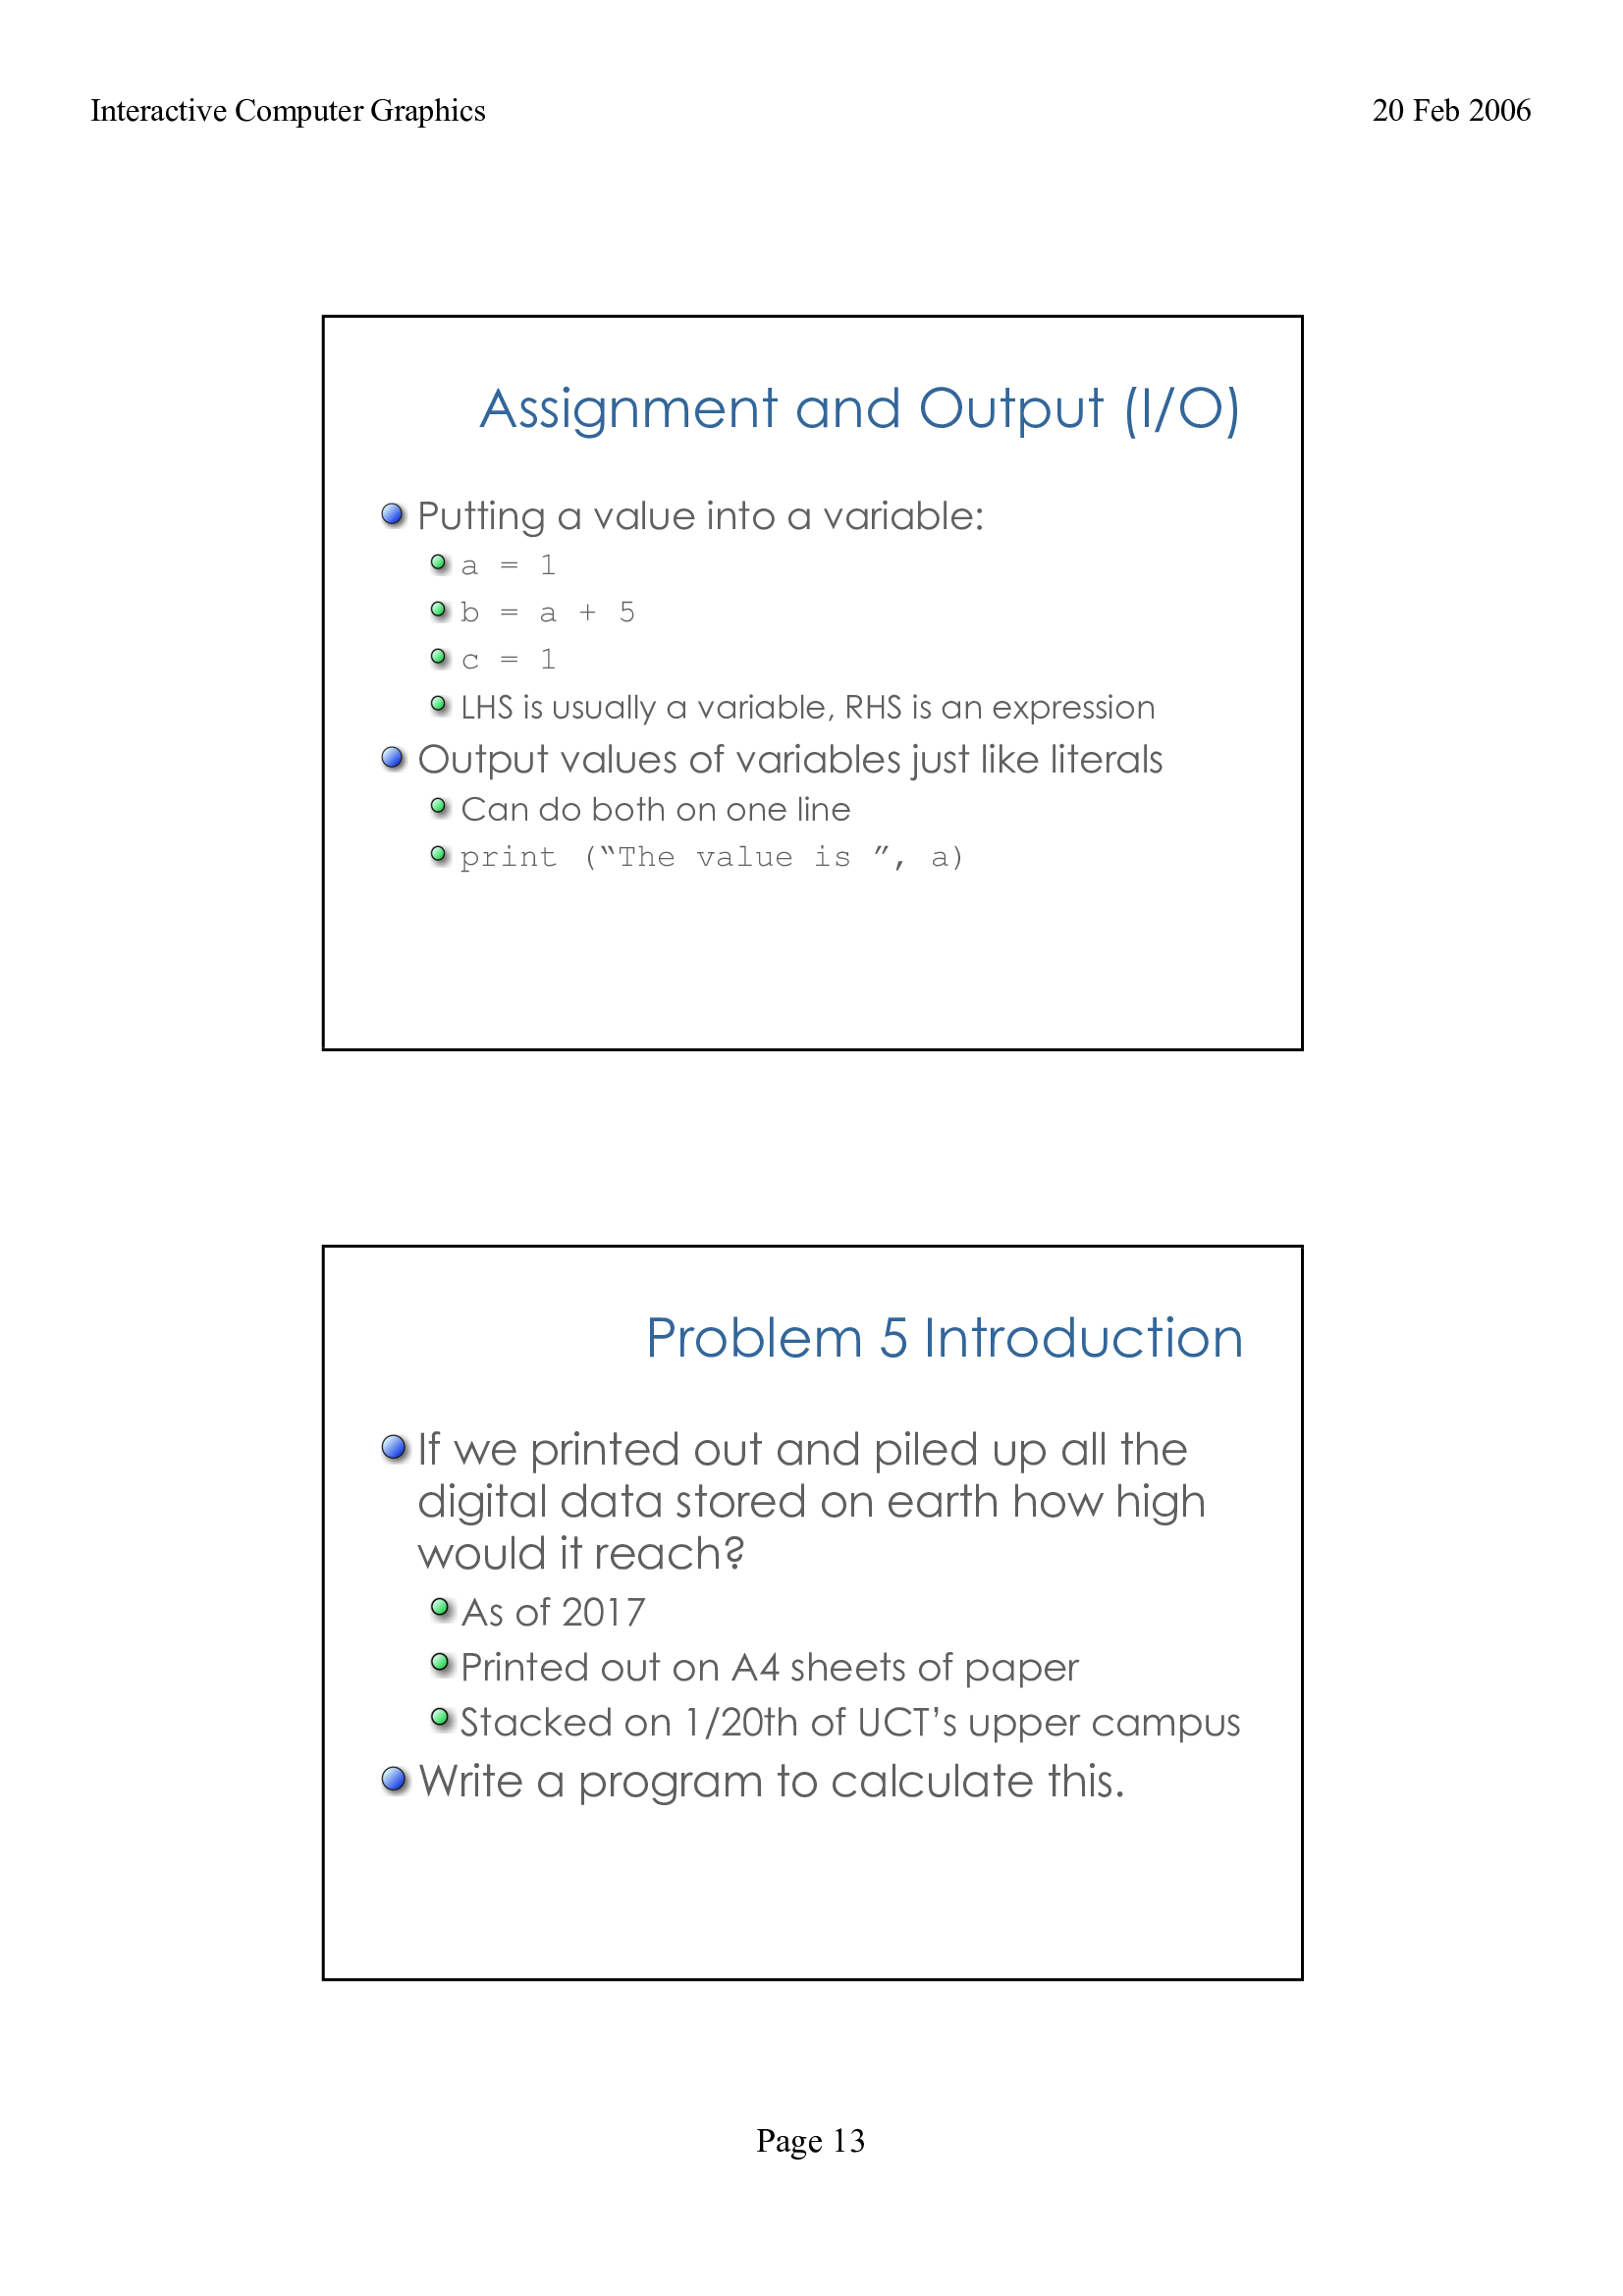 Interactive Computer Graphics 20 Feb 2006
Assignment and Output (I/O)
Putting a value into a variable:
a = 1
b = a + 5
c = 1
LHS is usually a variable, RHS is an expression
Output values of variables just like literals
Can do both on one line
print (“The value is ”, a)
Problem 5 Introduction
If we printed out and piled up all the
digital data stored on earth how high
would it reach?
As of 2017
Printed out on A4 sheets of paper
Stacked on 1/20th of UCT’s upper campus
Write a program to calculate this.
Page 13